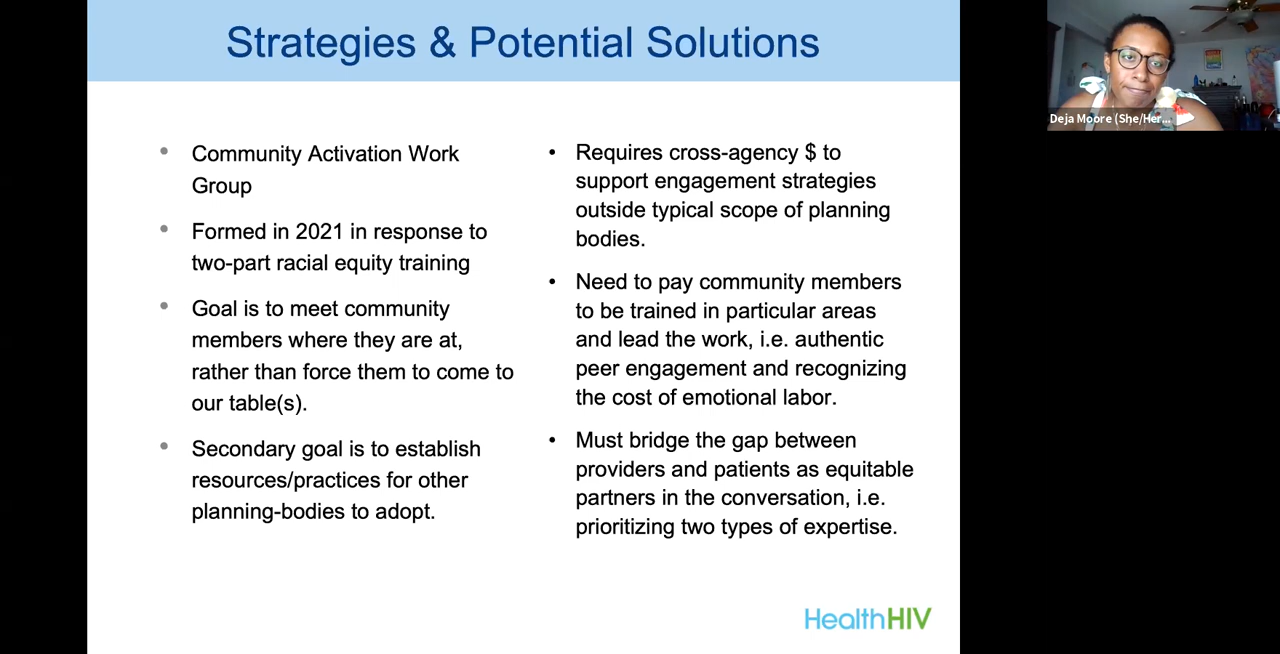 Strategies & Potential Solutions
Community Activation Work
Group
Formed in 2021 in response to
two-part racial equity training
Goal is to meet community
members where they are at,
rather than force them to come to
our table(s).
Secondary goal is to establish
resources/practices for other
planning-bodies to adopt.
• Requires cross-agency $ to
support engagement strategies
outside typical scope of planning
bodies.
• Need to pay community members
to be trained in particular areas
and lead the work, i.e. authentic
peer engagement and recognizing
the cost of emotional labor.
• Must bridge the gap between
providers and patients as equitable
partners in the conversation, i.e.
prioritizing two types of expertise.
HealthHIV
Deja Moore (She/Her...